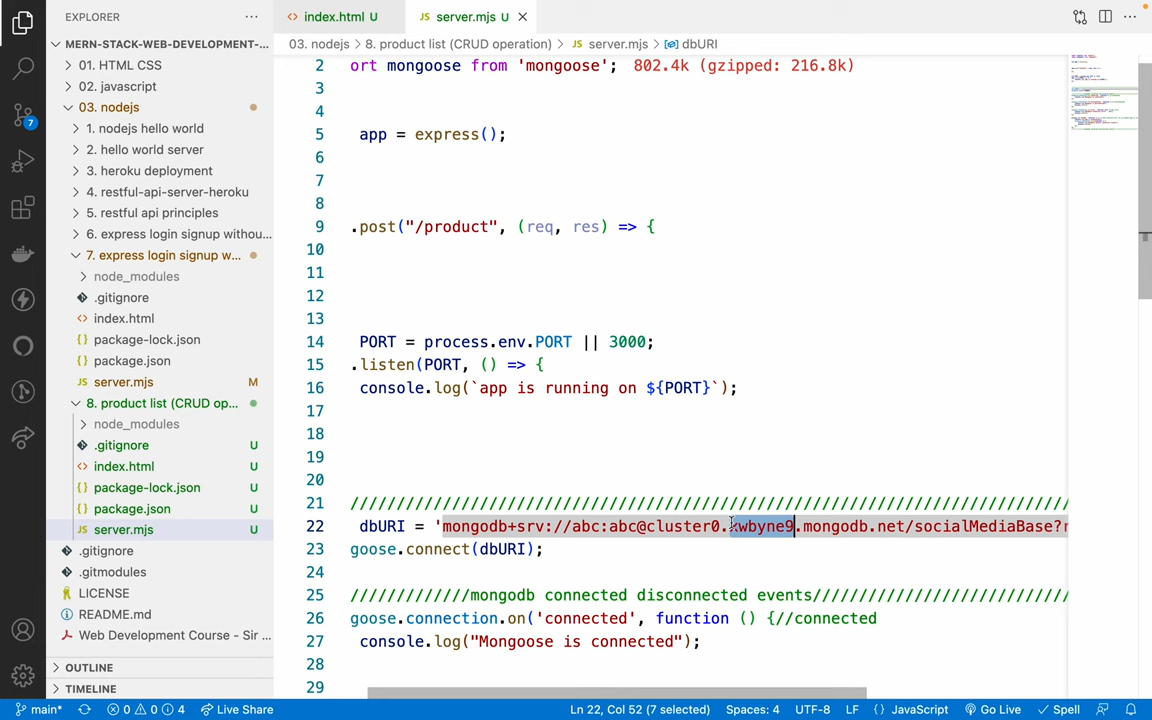 EXPLORER
index.html U
server.mjs U
MERN-STACK-WEB-DEVELOPMENT-...
03. nodejs > 8. product list (CRUD operation) > JS server.mjs > dbURI
01. HTML CSS
02. javascript
03. nodejs
1. nodejs hello world
2. hello world server
3. heroku deployment
4. restful-api-server-heroku
5. restful api principles
6. express login signup withou...
7. express login signup w...
node_modules
.gitignore
index.html
package-lock.json
package.json
JS server.mjs M
8. product list (CRUD op...
node_modules
.gitignore U
index.html U
package-lock.json U
package.json U
JS server.mjs U
.gitignore
.gitmodules
LICENSE
README.md
Web Development Course - Sir ...
OUTLINE
TIMELINE
7
2 ort mongoose from 'mongoose'; 802.4k (gzipped: 216.8k)
3
4
5 app = express();
6
7
8
9 .post("/product", (req, res) => {
10
11
12
13
14 PORT = process.env.PORT || 3000;
15 .listen(PORT, () => {
16 console.log(`app is running on ${PORT}`);
17
18
19
20
21 //////////////////////////////////////////////////////////////////////////////
22 dbURI = 'mongodb+srv://abc:abc@cluster0.kwbyne9.mongodb.net/socialMediaBase?r
23 goose.connect(dbURI);
24
25 /////////////mongodb connected disconnected events////////////////////////////
26 goose.connection.on('connected', function () {//connected
27 console.log("Mongoose is connected");
28
29
main* 0 0 4 Live Share Ln 22, Col 52 (7 selected) Spaces: 4 UTF-8 LF {} JavaScript Go Live Spell